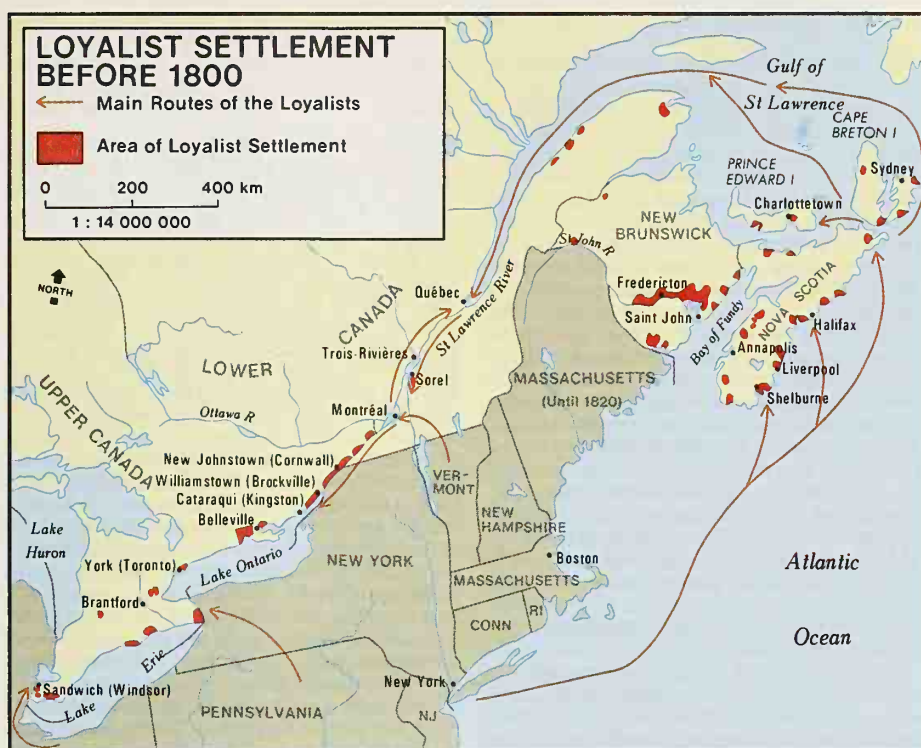 LOYALIST SETTLEMENT
BEFORE 1800
Main Routes of the Loyalists
Area of Loyalist Settlement
0 200 400 km
1 : 14 000 000
NORTH
Gulf of
St Lawrence
CAPE
BRETON I
Sydney
PRINCE
EDWARD I
Charlottetown
NEW
BRUNSWICK
St John R
Fredericton
Saint John
Bay of Fundy
NOVA SCOTIA
Halifax
Annapolis
Liverpool
Shelburne
Québec
CANADA
LOWER
St Lawrence River
Trois-Rivières
Sorel
Montréal
Ottawa R
UPPER CANADA
MASSACHUSETTS
(Until 1820)
New Johnstown (Cornwall)
Williamstown (Brockville)
Cataraqui (Kingston)
Belleville
VER-
MONT
NEW
HAMPSHIRE
Lake
Huron
Lake Ontario
York (Toronto)
Brantford
NEW YORK
Boston
MASSACHUSETTS
CONN
RI
Atlantic
Ocean
Erie
Lake
Sandwich (Windsor)
New York
PENNSYLVANIA
NJ